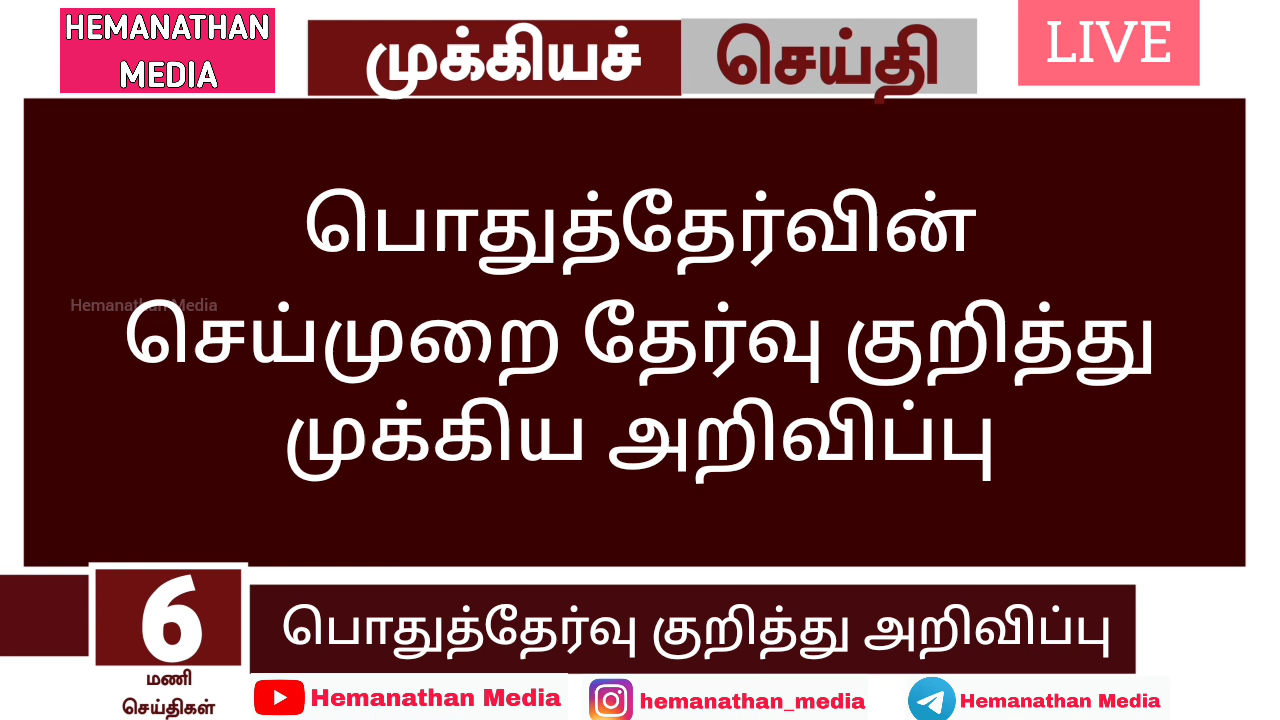 HEMANATHAN
MEDIA
முக்கியச் செய்தி
LIVE
பொதுத்தேர்வின்
Hemanathan Media
செய்முறை தேர்வு குறித்து
முக்கிய அறிவிப்பு
6
மணி
செய்திகள்
பொதுத்தேர்வு குறித்து அறிவிப்பு
Hemanathan Media
hemanathan_media
Hemanathan Media